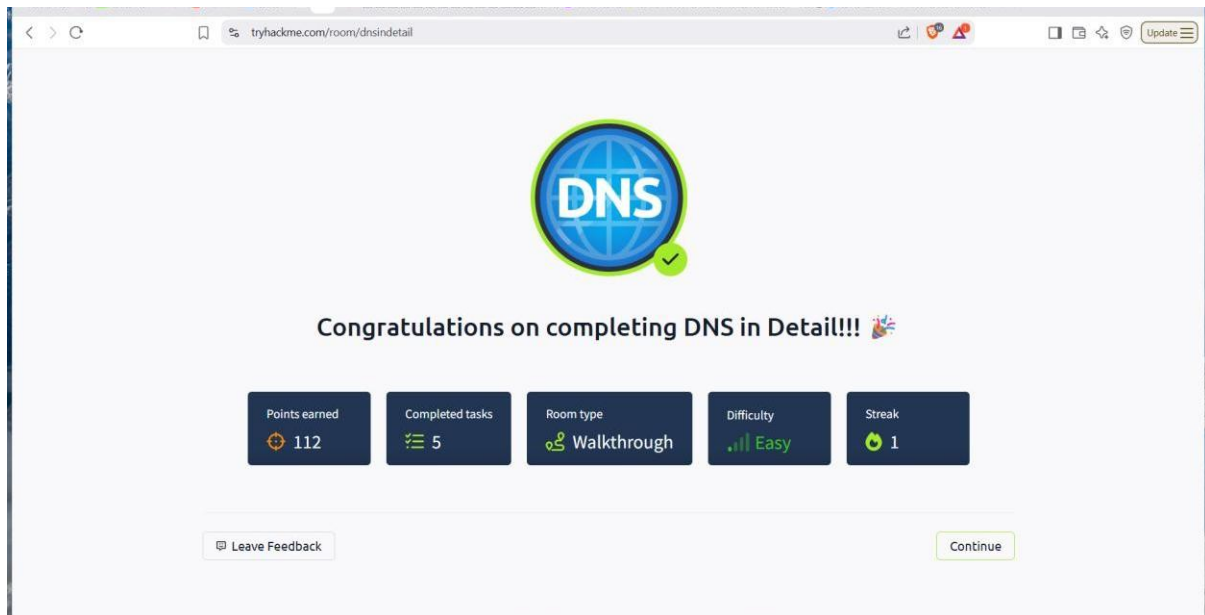 tryhackme.com/room/dnsindetail
Update
DNS
Congratulations on completing DNS in Detail!!! 🎉
Points earned
112
Completed tasks
5
Room type
Walkthrough
Difficulty
Easy
Streak
1
Leave Feedback
Continue